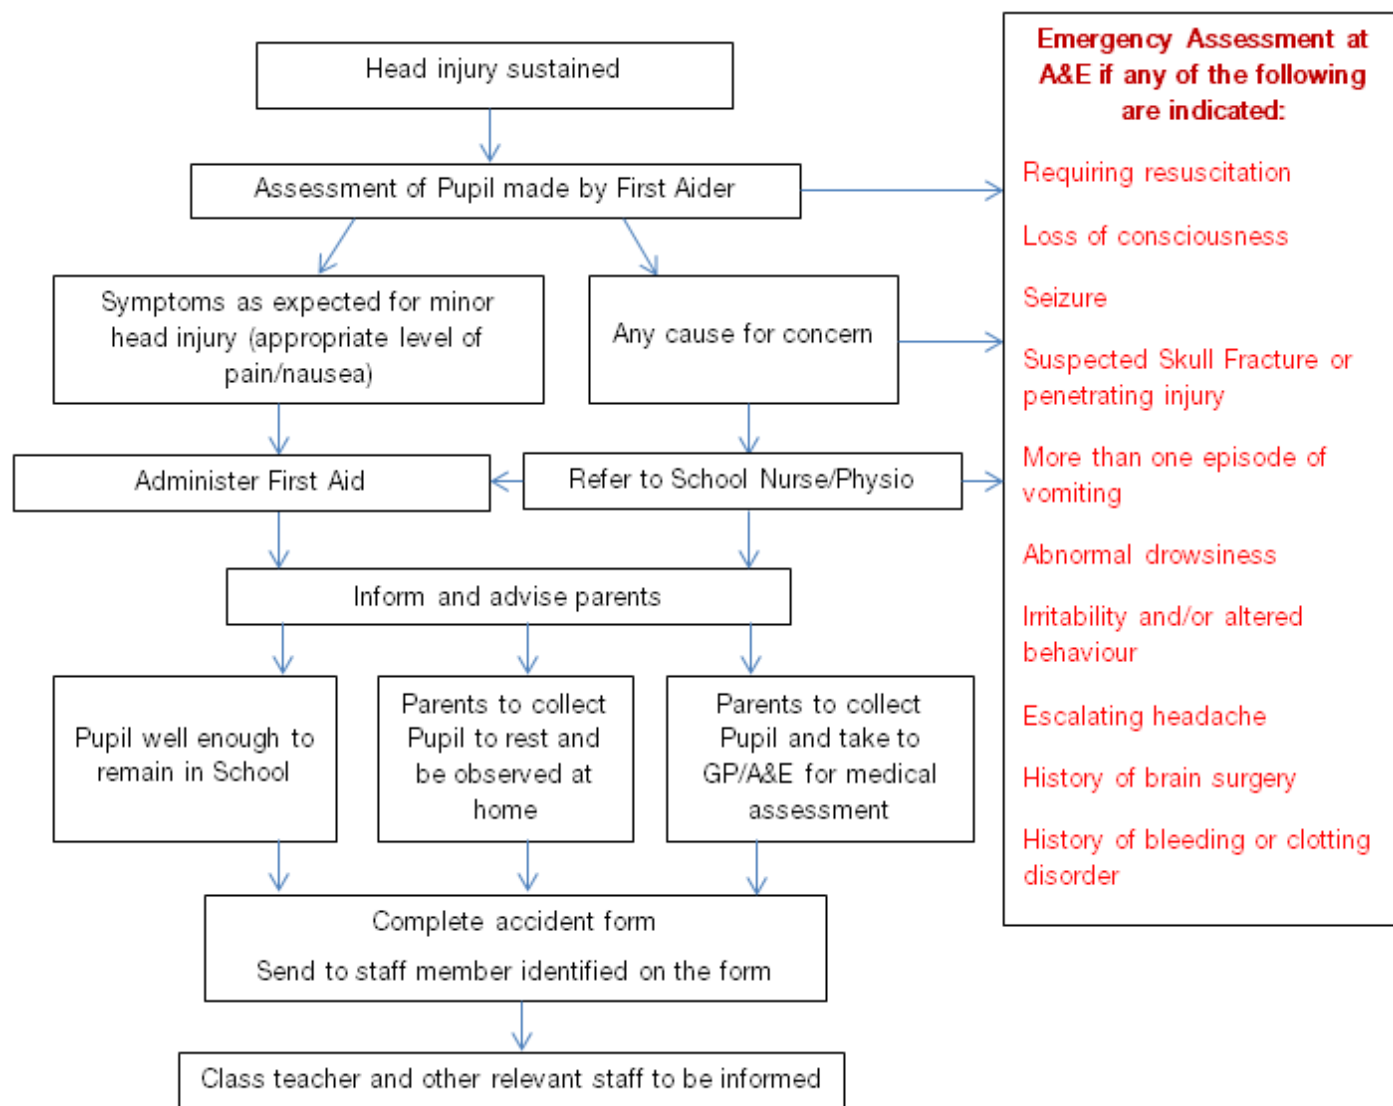 Head injury sustained
Assessment of Pupil made by First Aider
Symptoms as expected for minor
head injury (appropriate level of
pain/nausea)
Any cause for concern
Administer First Aid
Refer to School Nurse/Physio
Inform and advise parents
Pupil well enough to
remain in School
Parents to collect
Pupil to rest and
be observed at
home
Parents to collect
Pupil and take to
GP/A&E for medical
assessment
Complete accident form
Send to staff member identified on the form
Class teacher and other relevant staff to be informed
Emergency Assessment at
A&E if any of the following
are indicated:
Requiring resuscitation
Loss of consciousness
Seizure
Suspected Skull Fracture or
penetrating injury
More than one episode of
vomiting
Abnormal drowsiness
Irritability and/or altered
behaviour
Escalating headache
History of brain surgery
History of bleeding or clotting
disorder